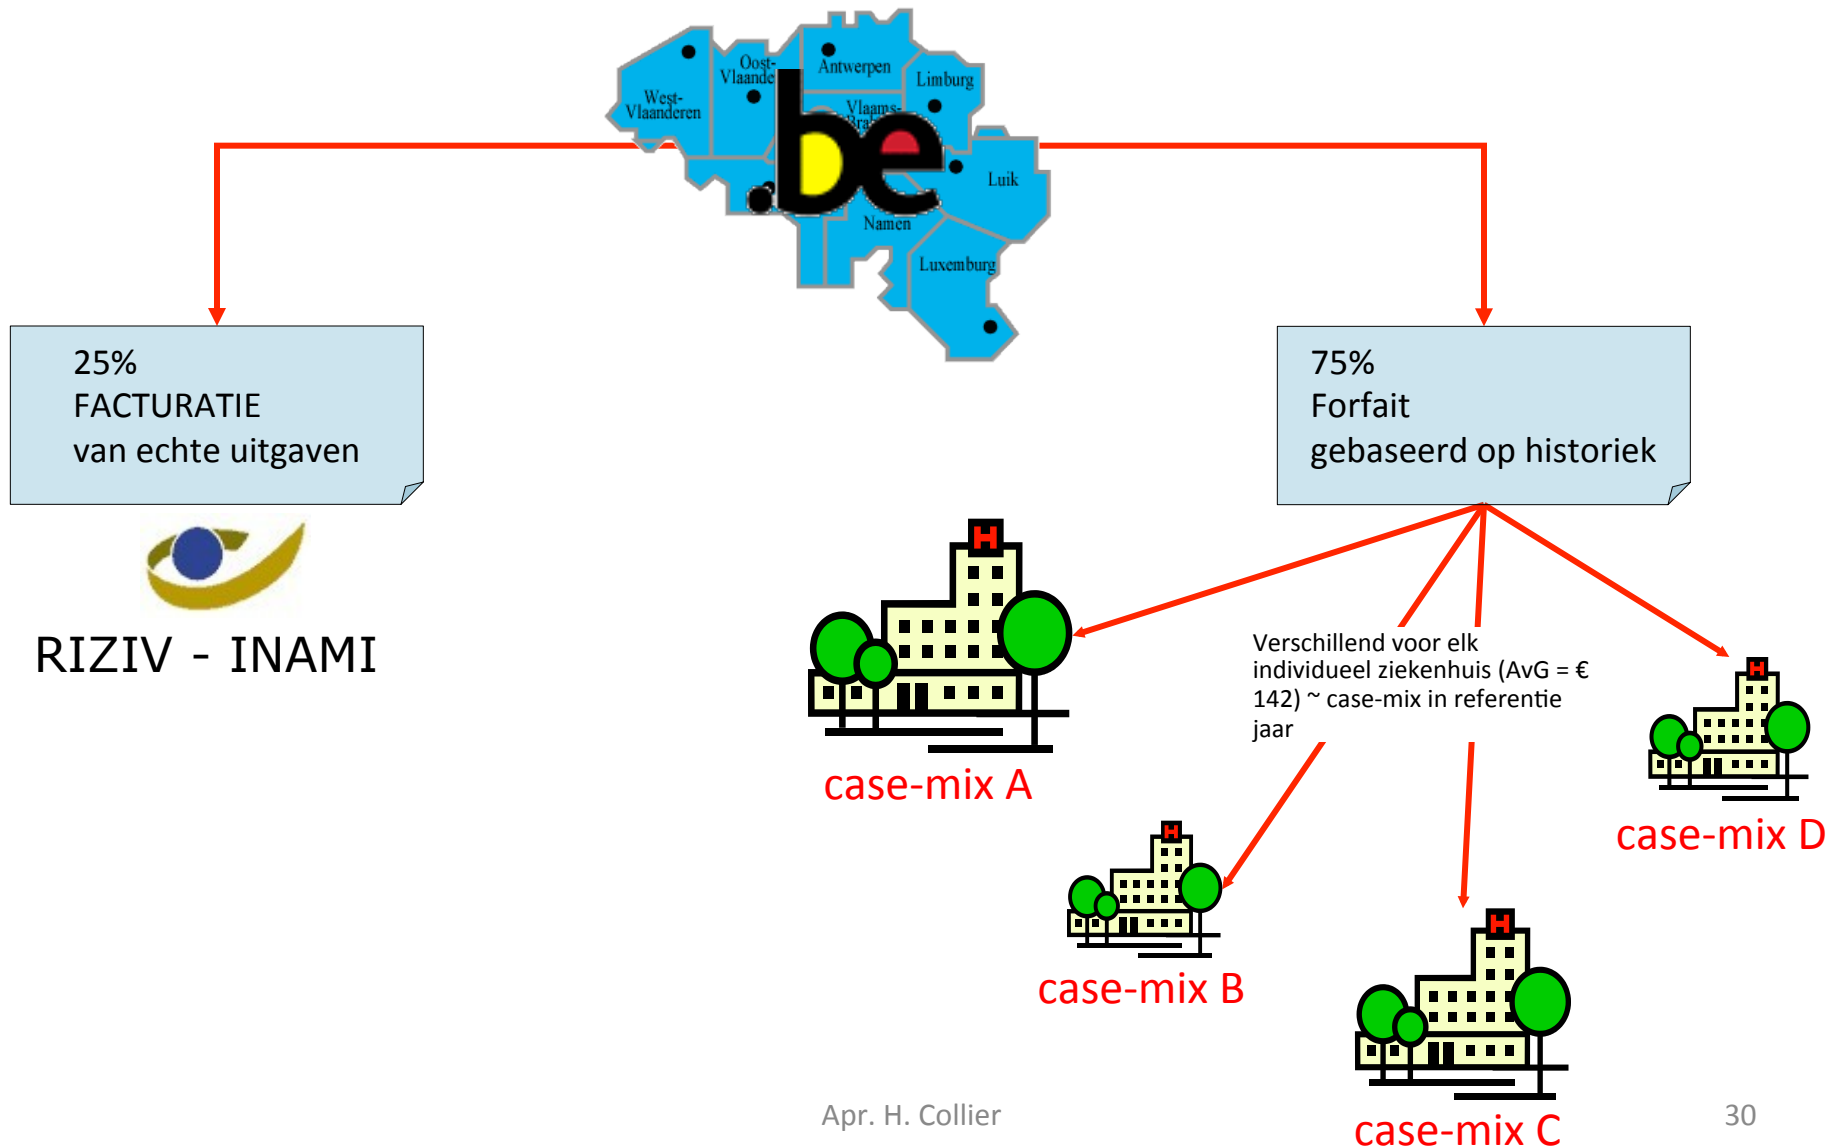 West-
Vlaanderen
Oost-
Vlaande
Antwerpen
Limburg
Vlaams-
Bra
.be
Luik
Namen
Luxemburg
25%
FACTURATIE
van echte uitgaven
75%
Forfait
gebaseerd op historiek
RIZIV - INAMI
Verschillend voor elk
individueel ziekenhuis (AvG = €
142) ~ case-mix in referentie
jaar
H
case-mix A
H
case-mix B
H
case-mix C
H
case-mix D
Apr. H. Collier
30